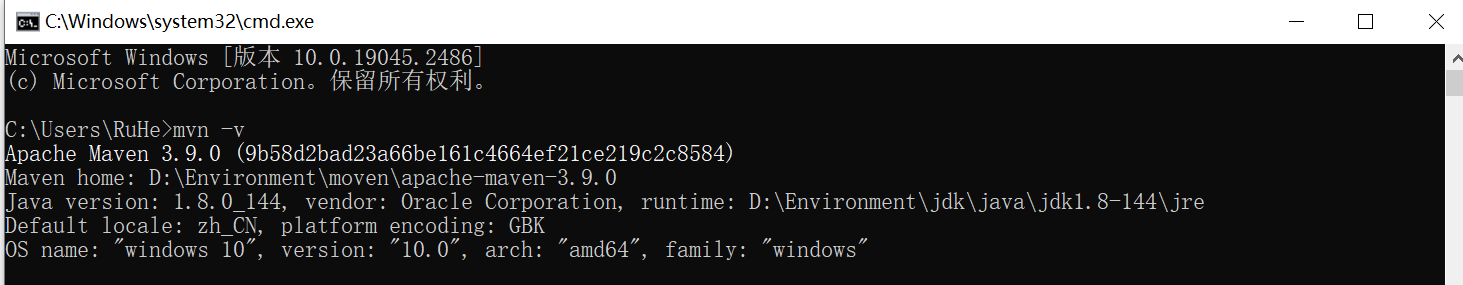 C:\Windows\system32\cmd.exe
Microsoft Windows [版本 10.0.19045.2486]
(c) Microsoft Corporation。保留所有权利。
C:\Users\RuHe>mvn -v
Apache Maven 3.9.0 (9b58d2bad23a66be161c4664ef21ce219c2c8584)
Maven home: D:\Environment\moven\apache-maven-3.9.0
Java version: 1.8.0_144, vendor: Oracle Corporation, runtime: D:\Environment\jdk\java\jdk1.8-144\jre
Default locale: zh_CN, platform encoding: GBK
OS name: "windows 10", version: "10.0", arch: "amd64", family: "windows"